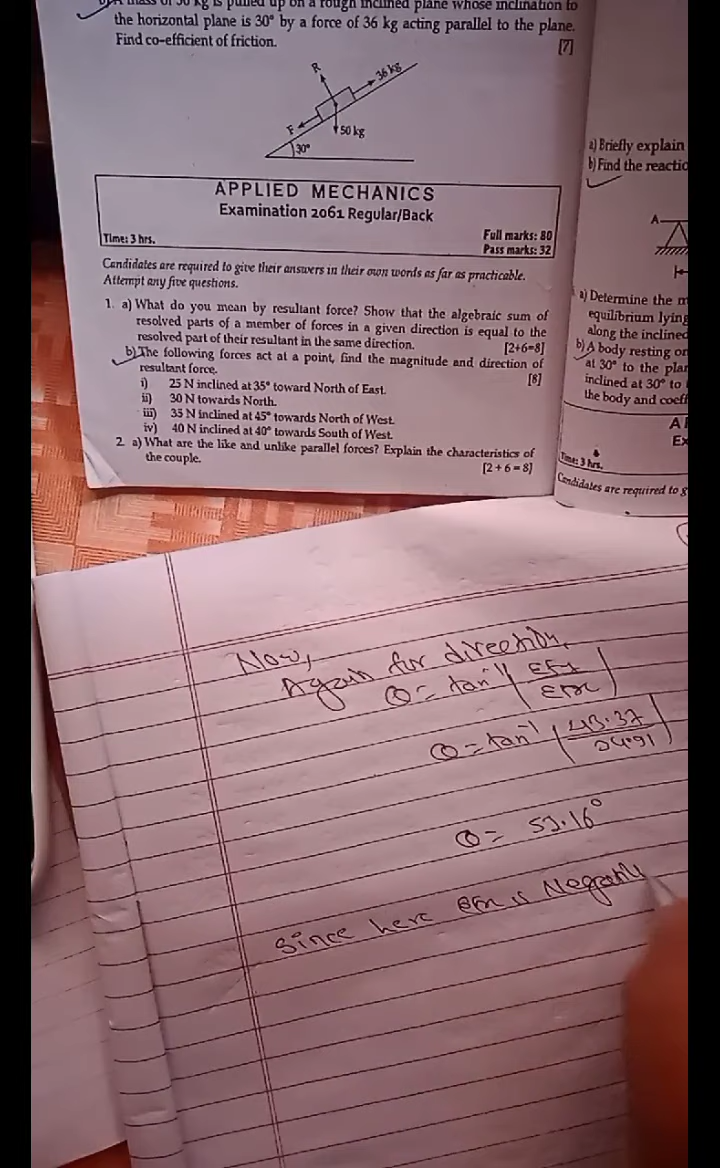 is pulled up on a rough inclined plane whose inclination to
the horizontal plane is 30° by a force of 36 kg acting parallel to the plane.
Find co-efficient of friction.
[7]
R
36 kg
F
50 kg
30°
APPLIED MECHANICS
Examination 2061 Regular/Back
Time: 3 hrs.
Full marks: 80
Pass marks: 32
Candidates are required to give their answers in their own words as far as practicable.
Attempt any five questions.
1. a) What do you mean by resultant force? Show that the algebraic sum of
resolved parts of a member of forces in a given direction is equal to the
resolved part of their resultant in the same direction. [2+6=8]
b) The following forces act at a point, find the magnitude and direction of
resultant force. [8]
i) 25 N inclined at 35° toward North of East.
ii) 30 N towards North.
iii) 35 N inclined at 45° towards North of West.
iv) 40 N inclined at 40° towards South of West.
2. a) What are the like and unlike parallel forces? Explain the characteristics of
the couple. [2 + 6 = 8]
a) Briefly explain
b) Find the reactio
A
a) Determine the
equilibrium lying
along the inclined
b) A body resting on
at 30° to the plan
inclined at 30° to
the body and coeff
Time: 3 hrs.
Candidates are required to g
Now,
Again for direction,
θ = tan⁻¹ | ΣFy / ΣFx |
θ = tan⁻¹ | 43.37 / 24.91 |
θ =
Since here ΣFx is Negative